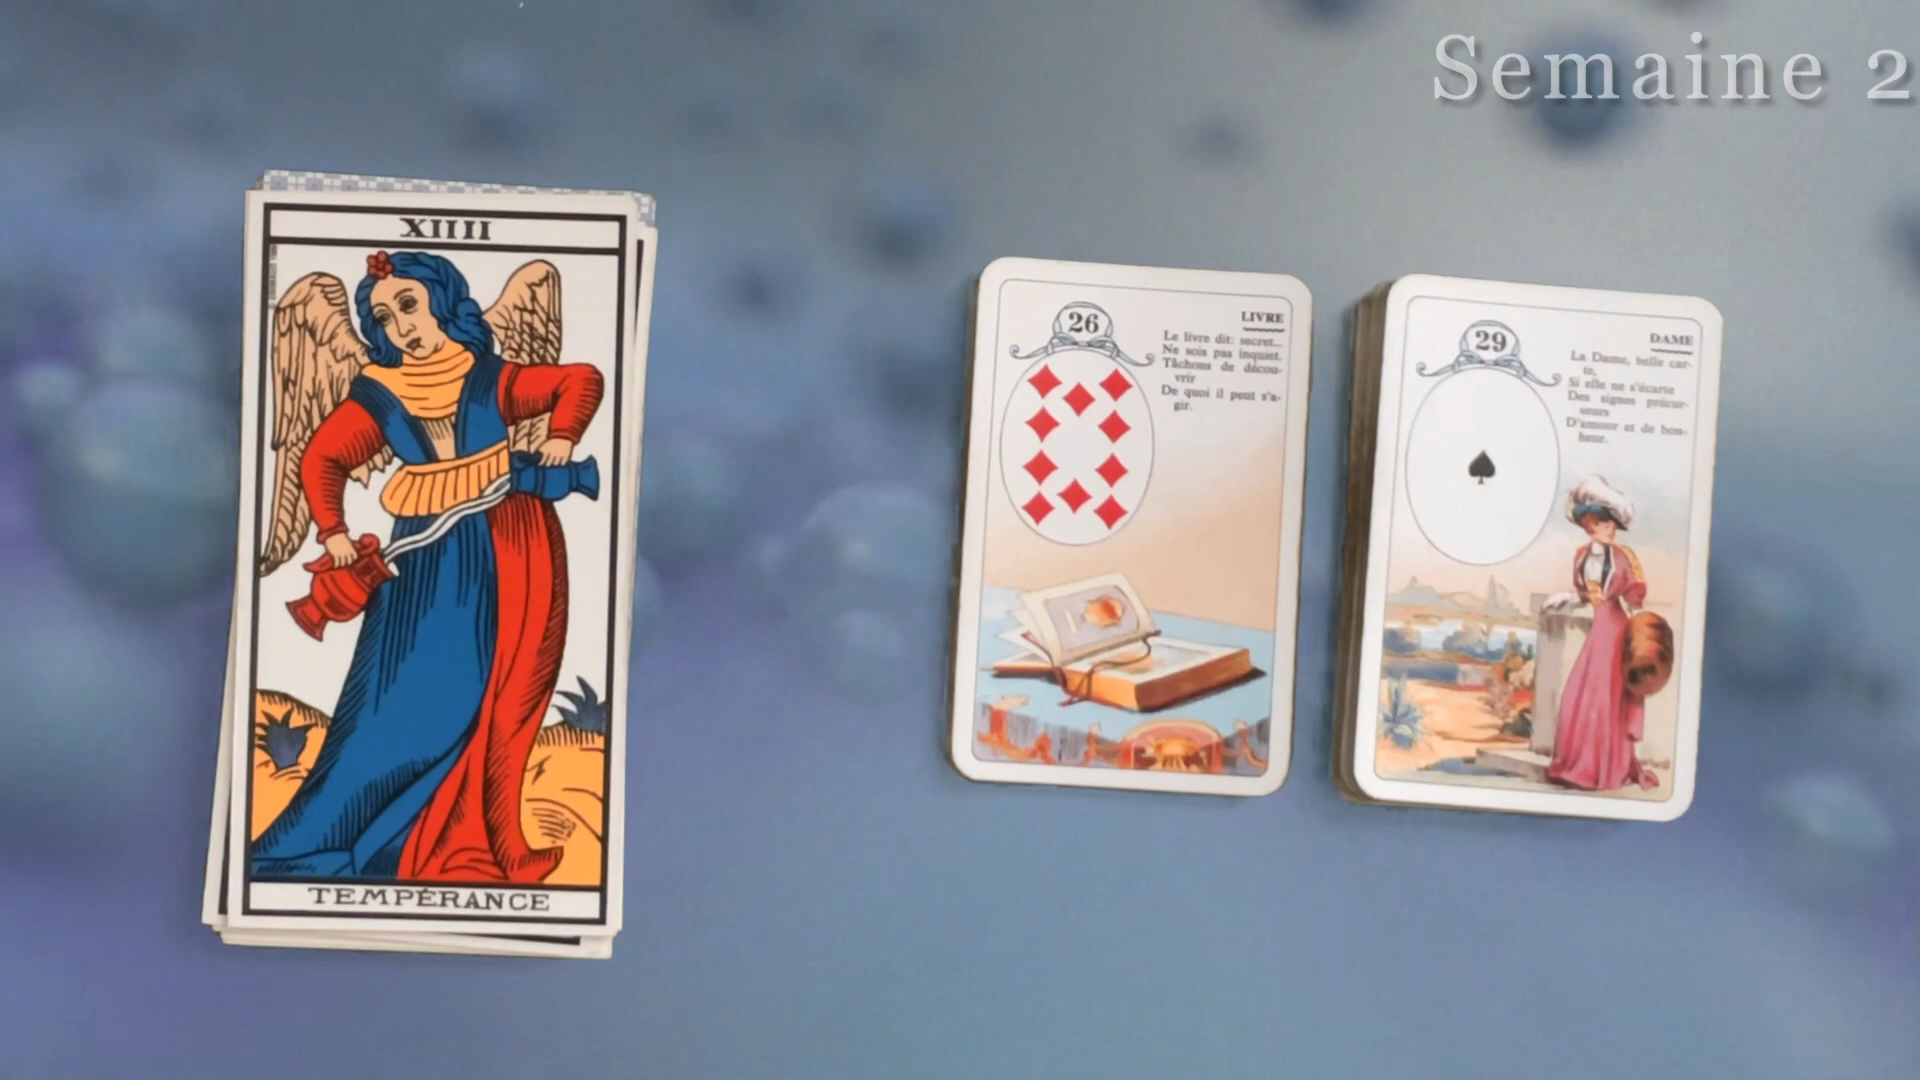 Semaine 2
XIIII
TEMPÉRANCE
26
LIVRE
Le livre dit: secret...
Ne sois pas inquiet.
Tâchons de décou-
vrir
De quoi il peut s'a-
gir.
29
DAME
La Dame, belle car-
te,
Si elle ne s'écarte
Des signes précur-
seurs
D'amour et de bon-
heur.